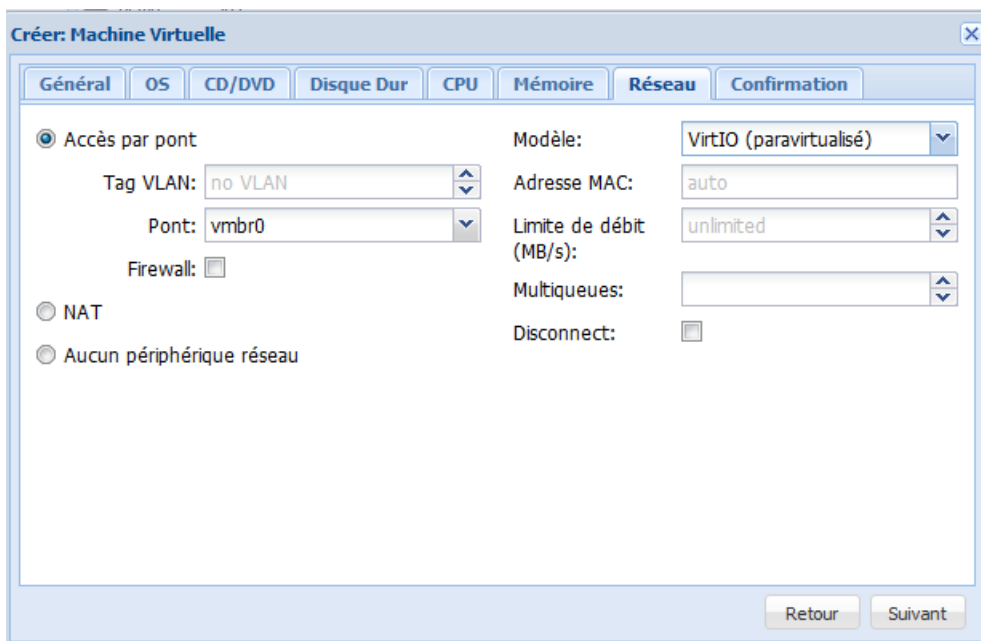 Créer: Machine Virtuelle
Général OS CD/DVD Disque Dur CPU Mémoire Réseau Confirmation
Accès par pont
Tag VLAN: no VLAN
Pont: vmbr0
Firewall:
NAT
Aucun périphérique réseau
Modèle: VirtIO (paravirtualisé)
Adresse MAC: auto
Limite de débit unlimited
(MB/s):
Multiqueues:
Disconnect:
Retour Suivant